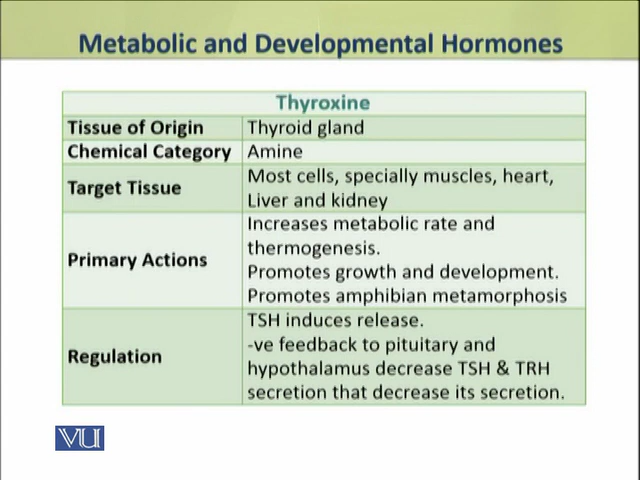 Metabolic and Developmental Hormones
Thyroxine
Tissue of Origin Thyroid gland
Chemical Category Amine
Target Tissue Most cells, specially muscles, heart,
Liver and kidney
Primary Actions Increases metabolic rate and
thermogenesis.
Promotes growth and development.
Promotes amphibian metamorphosis
Regulation TSH induces release.
-ve feedback to pituitary and
hypothalamus decrease TSH & TRH
secretion that decrease its secretion.
VU